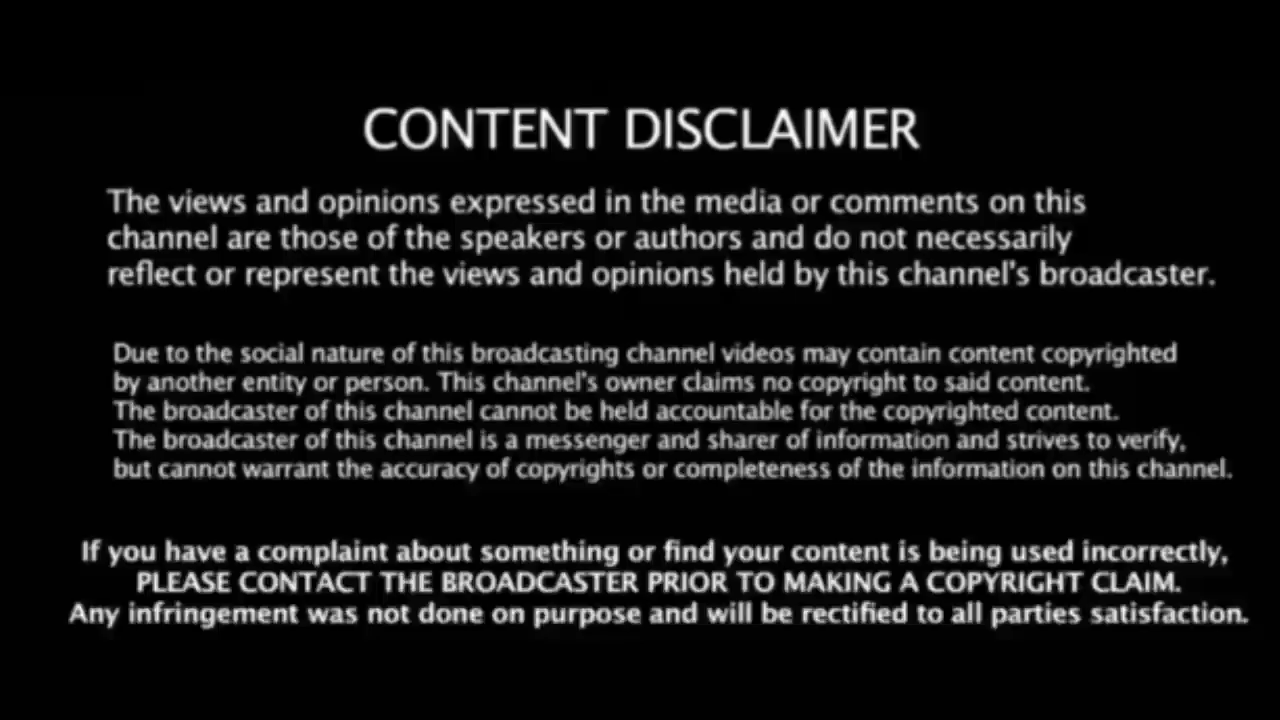 CONTENT DISCLAIMER
The views and opinions expressed in the media or comments on this
channel are those of the speakers or authors and do not necessarily
reflect or represent the views and opinions held by this channel's broadcaster.
Due to the social nature of this broadcasting channel videos may contain content copyrighted
by another entity or person. This channel's owner claims no copyright to said content.
The broadcaster of this channel cannot be held accountable for the copyrighted content.
The broadcaster of this channel is a messenger and sharer of information and strives to verify,
but cannot warrant the accuracy of copyrights or completeness of the information on this channel.
If you have a complaint about something or find your content is being used incorrectly,
PLEASE CONTACT THE BROADCASTER PRIOR TO MAKING A COPYRIGHT CLAIM.
Any infringement was not done on purpose and will be rectified to all parties satisfaction.